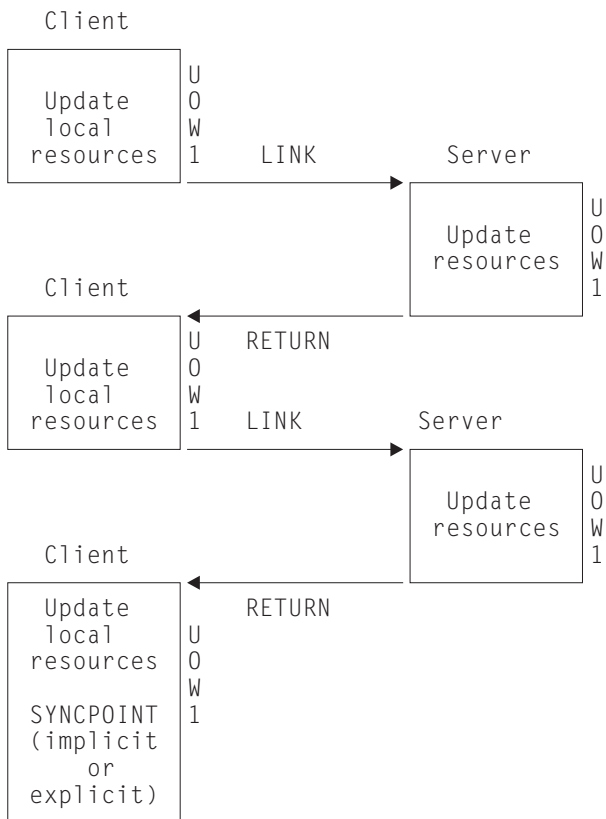 Client
Update
local
resources
U
O
W
1
LINK
Server
Update
resources
U
O
W
1
Client
RETURN
Update
local
resources
U
O
W
1
LINK
Server
Update
resources
U
O
W
1
Client
RETURN
Update
local
resources
SYNCPOINT
(implicit
or
explicit)
U
O
W
1